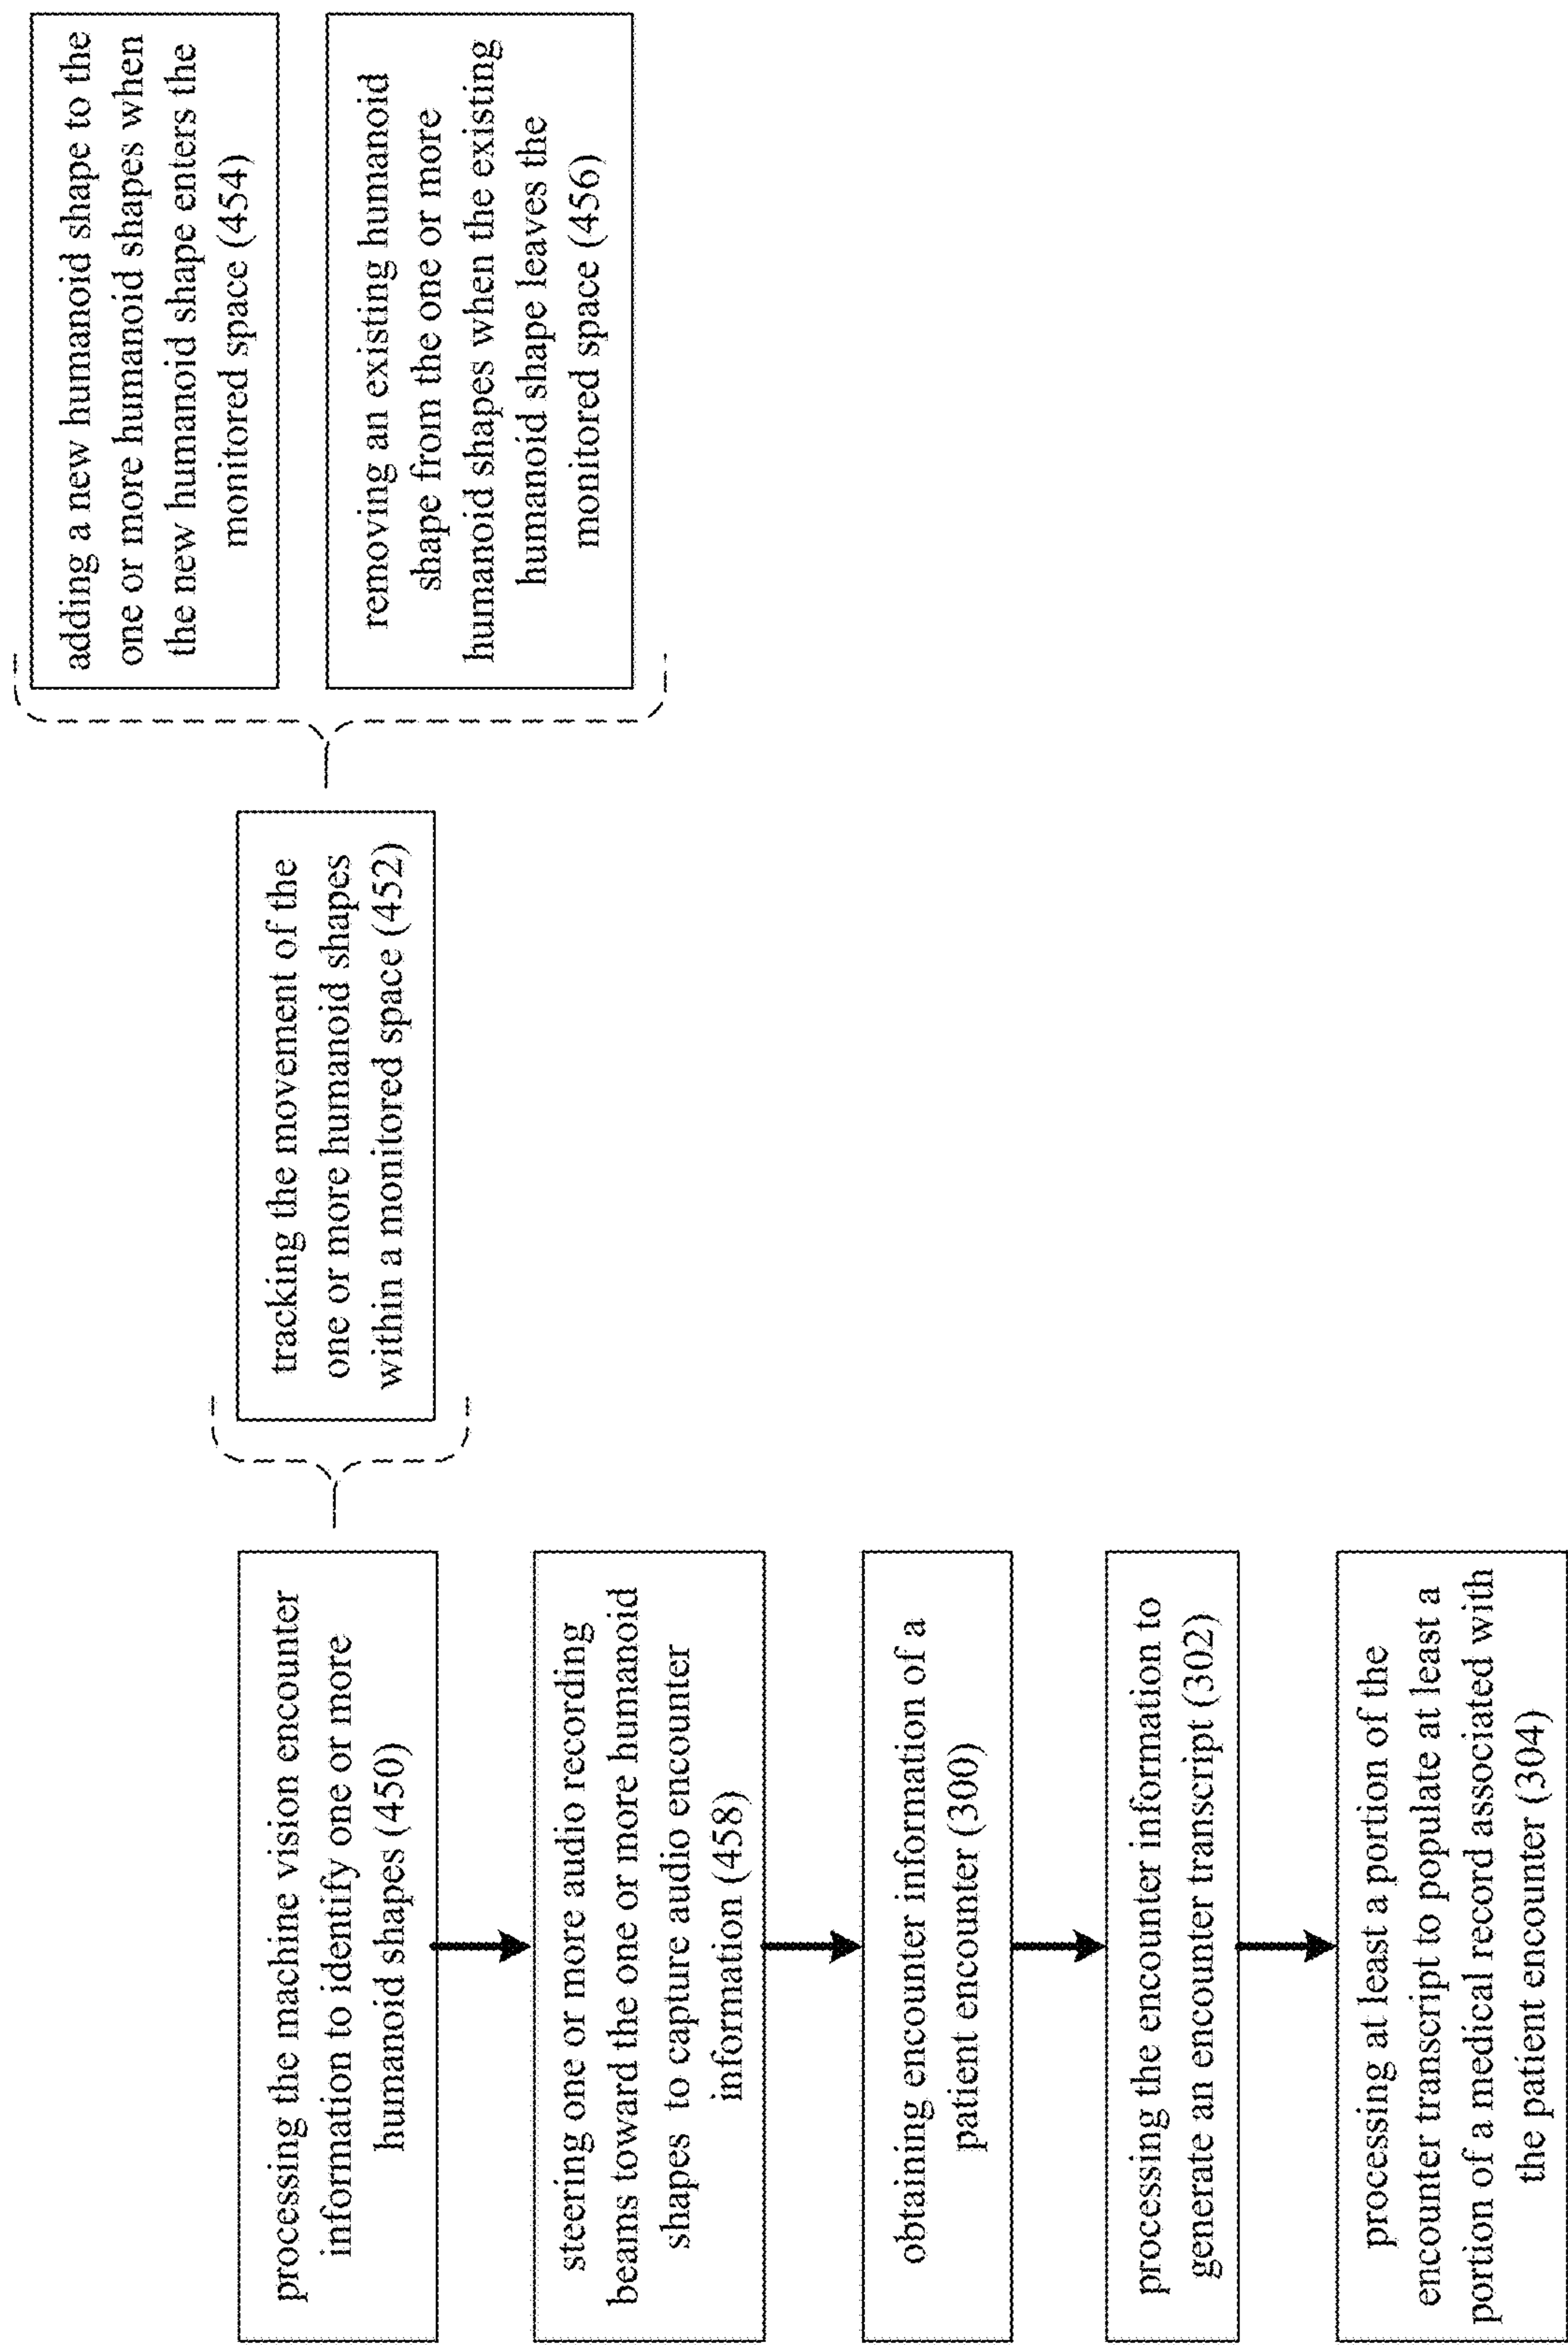 processing the machine vision encounter
information to identify one or more
humanoid shapes (450)
tracking the movement of the
one or more humanoid shapes
within a monitored space (452)
adding a new humanoid shape to the
one or more humanoid shapes when
the new humanoid shape enters the
monitored space (454)
removing an existing humanoid
shape from the one or more
humanoid shapes when the existing
humanoid shape leaves the
monitored space (456)
steering one or more audio recording
beams toward the one or more humanoid
shapes to capture audio encounter
information (458)
obtaining encounter information of a
patient encounter (300)
processing the encounter information to
generate an encounter transcript (302)
processing at least a portion of the
encounter transcript to populate at least a
portion of a medical record associated with
the patient encounter (304)